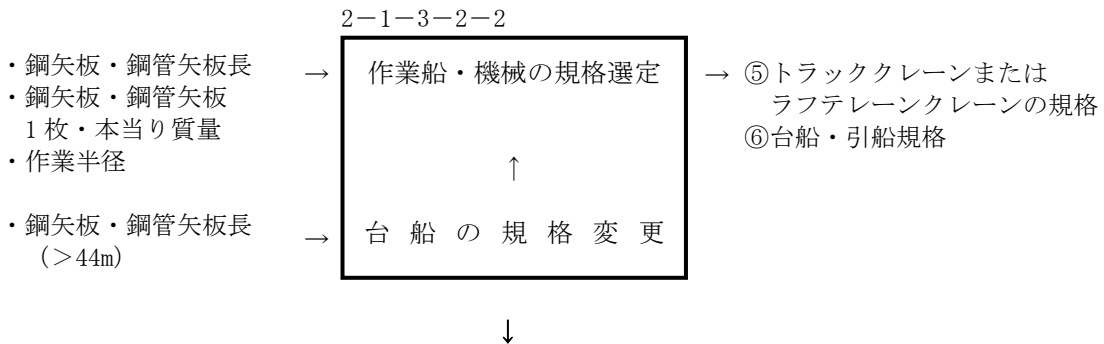 2－1－3－2－2
・鋼矢板・鋼管矢板長
・鋼矢板・鋼管矢板
1枚・本当り質量
・作業半径
→
作業船・機械の規格選定
↑
→ ⑤トラッククレーンまたは
ラフテレーンクレーンの規格
⑥台船・引船規格
・鋼矢板・鋼管矢板長
（＞44m）
→
台船の規格変更
↓